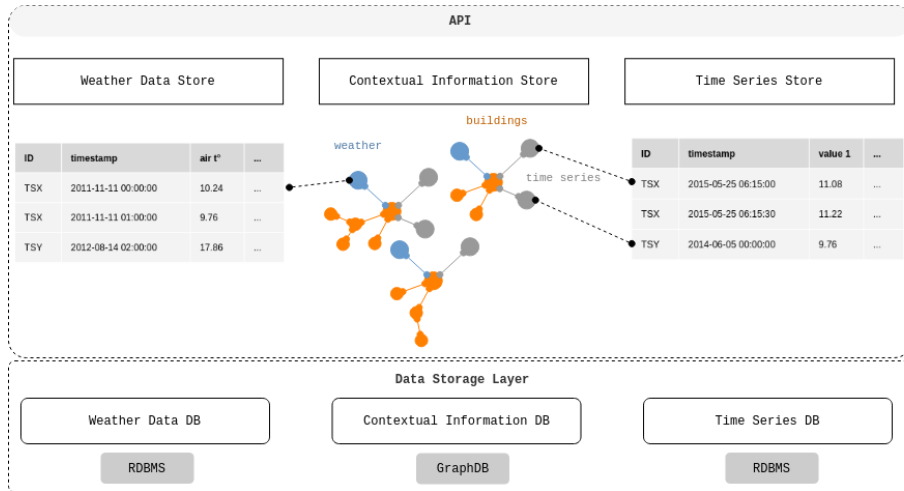 API
Weather Data Store
Contextual Information Store
Time Series Store
buildings
weather
time series
ID timestamp air t° ...
TSX 2011-11-11 00:00:00 10.24 ...
TSX 2011-11-11 01:00:00 9.76 ...
TSY 2012-08-14 02:00:00 17.86 ...
ID timestamp value 1 ...
TSX 2015-05-25 06:15:00 11.08 ...
TSX 2015-05-25 06:15:30 11.22 ...
TSY 2014-06-05 00:00:00 9.76 ...
Data Storage Layer
Weather Data DB
Contextual Information DB
Time Series DB
RDBMS
GraphDB
RDBMS